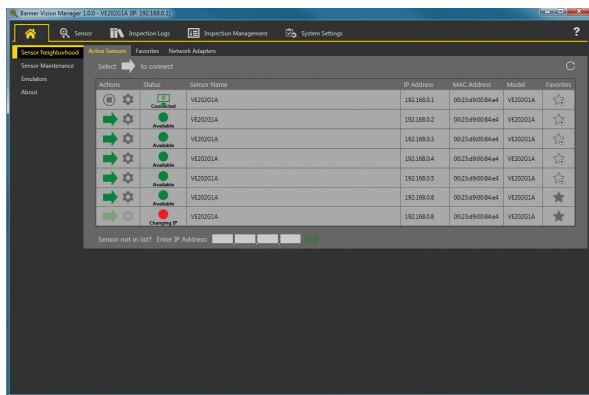 Banner Vision Manager 1.0.0 - VE202G1A (IP: 192.168.0.1)
Sensor Inspection Logs Inspection Management System Settings ?
Sensor Neighborhood Active Sensors Favorites Network Adapters
Sensor Maintenance Select to connect
Emulators
About
Actions Status Sensor Name IP Address MAC Address Model Favorites
Connected VE202G1A 192.168.0.1 00:23:d9:00:84:e4 VE202G1A
Available VE202G1A 192.168.0.2 00:23:d9:00:84:e4 VE202G1A
Available VE202G1A 192.168.0.3 00:23:d9:00:84:e4 VE202G1A
Available VE202G1A 192.168.0.4 00:23:d9:00:84:e4 VE202G1A
Available VE202G1A 192.168.0.5 00:23:d9:00:84:e4 VE202G1A
Available VE202G1A 192.168.0.8 00:23:d9:00:84:e4 VE202G1A
Changing IP VE202G1A 192.168.0.8 00:23:d9:00:84:e4 VE202G1A
Sensor not in list? Enter IP Address: